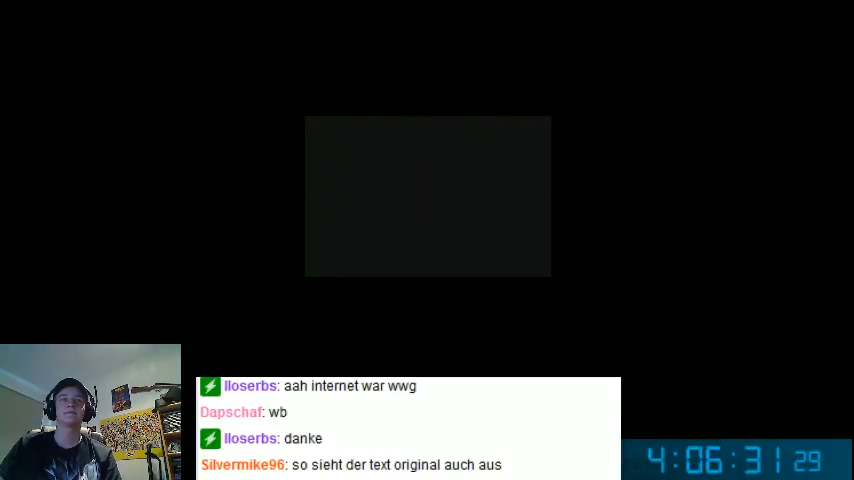 lloserbs: aah internet war wwg
Dapschaf: wb
lloserbs: danke
Silvermike96: so sieht der text original auch aus
4:06:31 29